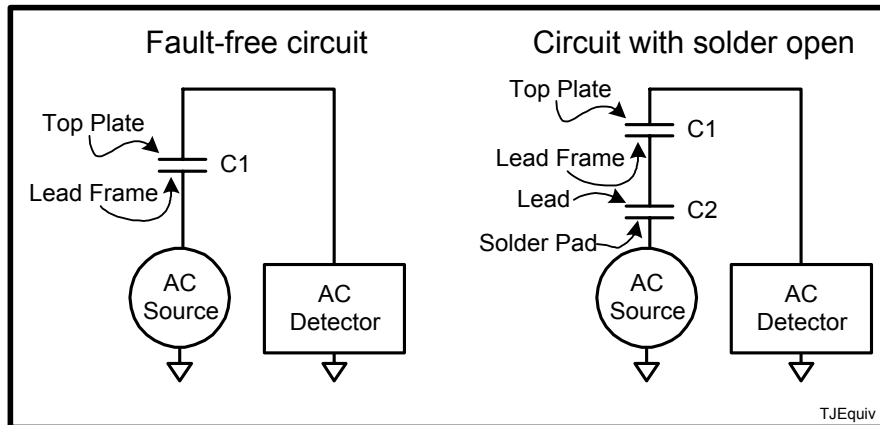 Fault-free circuit
Top Plate
C1
Lead Frame
AC
Source
AC
Detector
Circuit with solder open
Top Plate
C1
Lead Frame
Lead
C2
Solder Pad
AC
Source
AC
Detector
TJEquiv